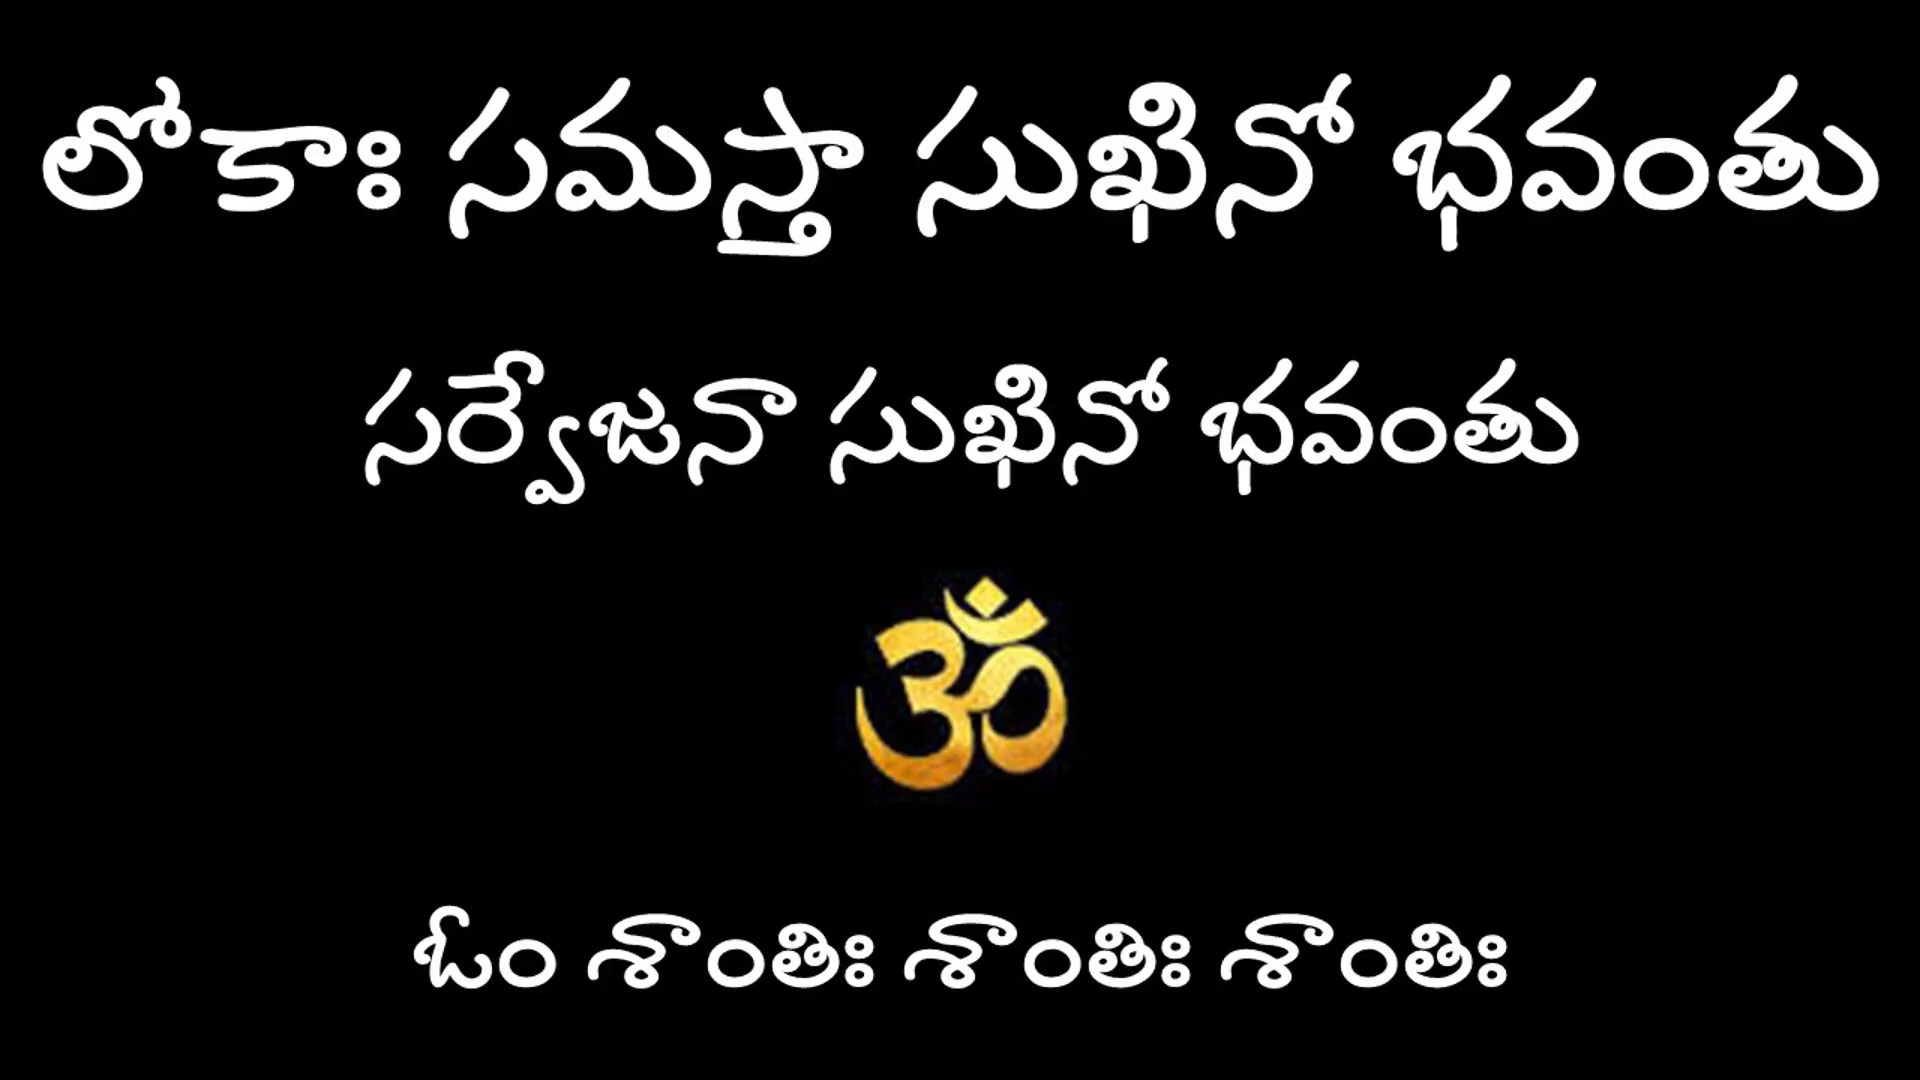 లోకాః సమస్తా సుఖినో భవంతు
సర్వేజనా సుఖినో భవంతు
ॐ
ఓం శాంతిః శాంతిః శాంతిః